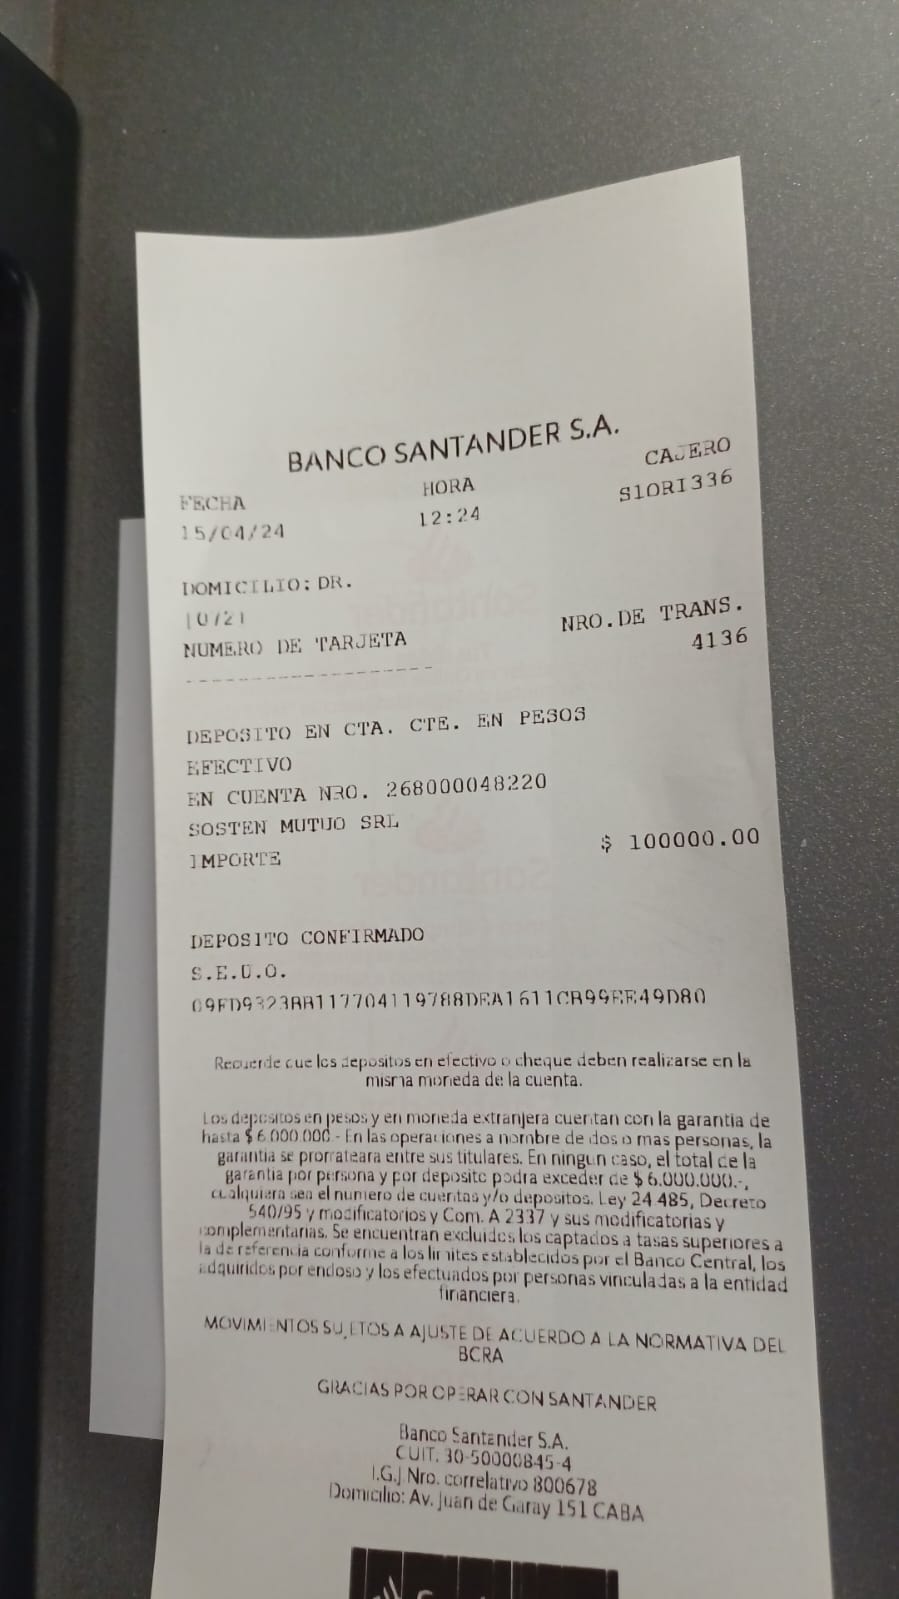 BANCO SANTANDER S.A.
FECHA HORA CAJERO
15/04/24 12:24 S1ORI336
DOMICILIO: DR.
NUMERO DE TARJETA NRO.DE TRANS.
------------------ 4136
DEPOSITO EN CTA. CTE. EN PESOS
EFECTIVO
EN CUENTA NRO. 268000048220
SOSTEN MUTUO SRL
IMPORTE $ 100000.00
DEPOSITO CONFIRMADO
S.E.U.O.
Recuerde que los depositos en efectivo o cheque deben realizarse en la
misma moneda de la cuenta.
Los depositos en pesos y en moneda extranjera cuentan con la garantia de
hasta $ 6.000.000.- En las operaciones a nombre de dos o mas personas, la
garantia se prorrateara entre sus titulares. En ningun caso, el total de la
garantia por persona y por deposito podra exceder de $ 6.000.000.-,
cualquiera sea el numero de cuentas y/o depositos. Ley 24.485, Decreto
540/95 y modificatorios y Com. A 2337 y sus modificatorias y
complementarias. Se encuentran excluidos los captados a tasas superiores a
la de referencia conforme a los limites establecidos por el Banco Central, los
adquiridos por endoso y los efectuados por personas vinculadas a la entidad
financiera.
MOVIMIENTOS SUJETOS A AJUSTE DE ACUERDO A LA NORMATIVA DEL
BCRA
GRACIAS POR OPERAR CON SANTANDER
Banco Santander S.A.
CUIT. 30-50000845-4
I.G.J Nro. correlativo 800678
Domicilio: Av. Juan de Garay 151 CABA